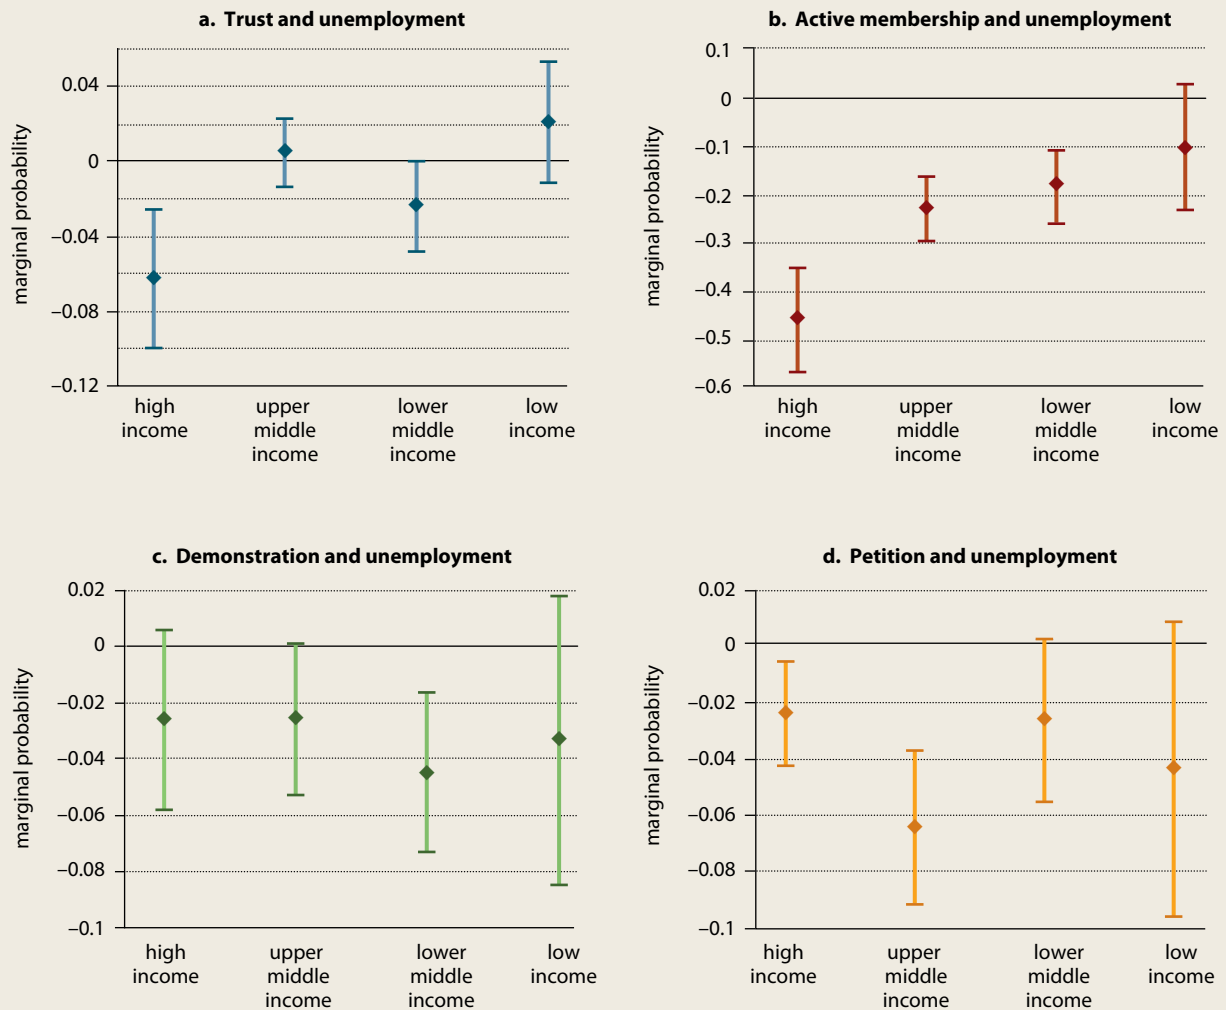 a. Trust and unemployment
marginal probability
0.04
0
–0.04
–0.08
–0.12
high
income
upper
middle
income
lower
middle
income
low
income
b. Active membership and unemployment
marginal probability
0.1
0
–0.1
–0.2
–0.3
–0.4
–0.5
–0.6
high
income
upper
middle
income
lower
middle
income
low
income
c. Demonstration and unemployment
marginal probability
0.02
0
–0.02
–0.04
–0.06
–0.08
–0.1
high
income
upper
middle
income
lower
middle
income
low
income
d. Petition and unemployment
marginal probability
0.02
0
–0.02
–0.04
–0.06
–0.08
–0.1
high
income
upper
middle
income
lower
middle
income
low
income